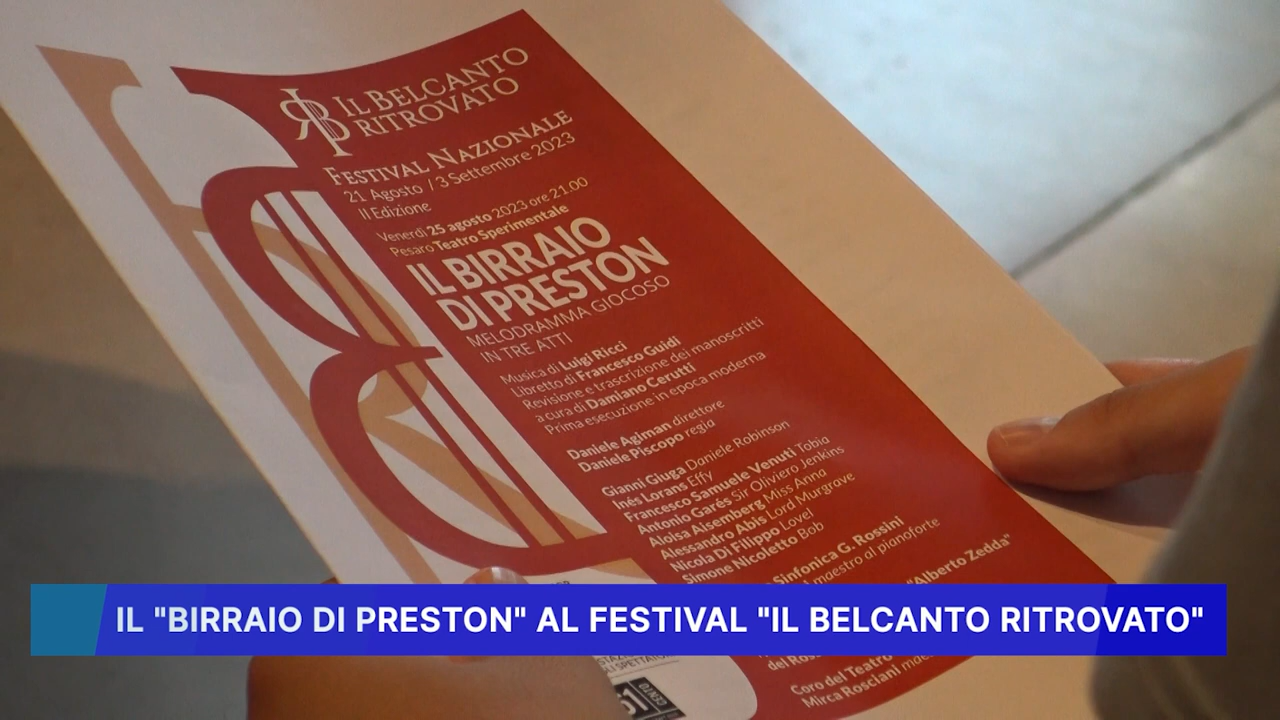 IL BELCANTO
RITROVATO
FESTIVAL NAZIONALE
21 Agosto / 3 Settembre 2023
II Edizione
Venerdì 25 agosto 2023 ore 21.00
Pesaro Teatro Sperimentale
IL BIRRAIO
DI PRESTON
MELODRAMMA GIOCOSO
IN TRE ATTI
Musica di Luigi Ricci
Libretto di Francesco Guidi
Revisione e trascrizione dei manoscritti
a cura di Damiano Cerutti
Prima esecuzione in epoca moderna
Daniele Agiman direttore
Daniele Piscopo regia
Gianni Giuga Daniele Robinson
Inés Lorans Effy
Francesco Samuele Venuti Tobia
Antonio Garés Sir Oliviero Jenkins
Aloisa Aisemberg Miss Anna
Alessandro Abis Lord Murgrave
Nicola Di Filippo Lovel
Simone Nicoletto Bob
Sinfonica G. Rossini
maestro al pianoforte
"Alberto Zedda"
IL "BIRRAIO DI PRESTON" AL FESTIVAL "IL BELCANTO RITROVATO"
Coro del Teatro
Mirca Rosciani